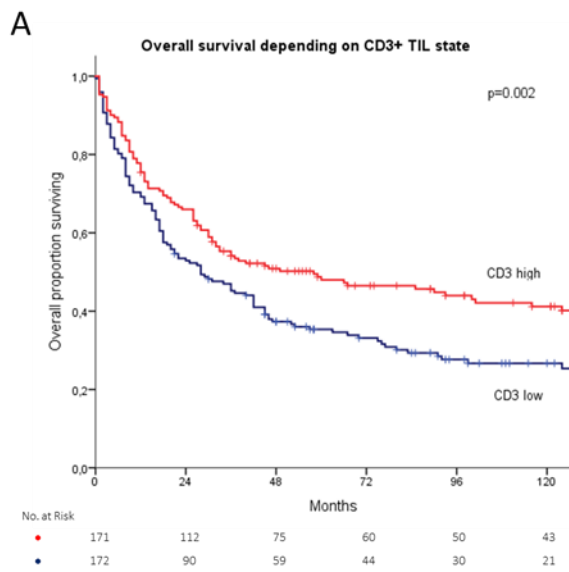 A
Overall survival depending on CD3+ TIL state
p=0.002
1,0
0,8
0,6
0,4
0,2
0,0
Overall proportion surviving
CD3 high
CD3 low
0 24 48 72 96 120
Months
No. at Risk
171 112 75 60 50 43
172 90 59 44 30 21